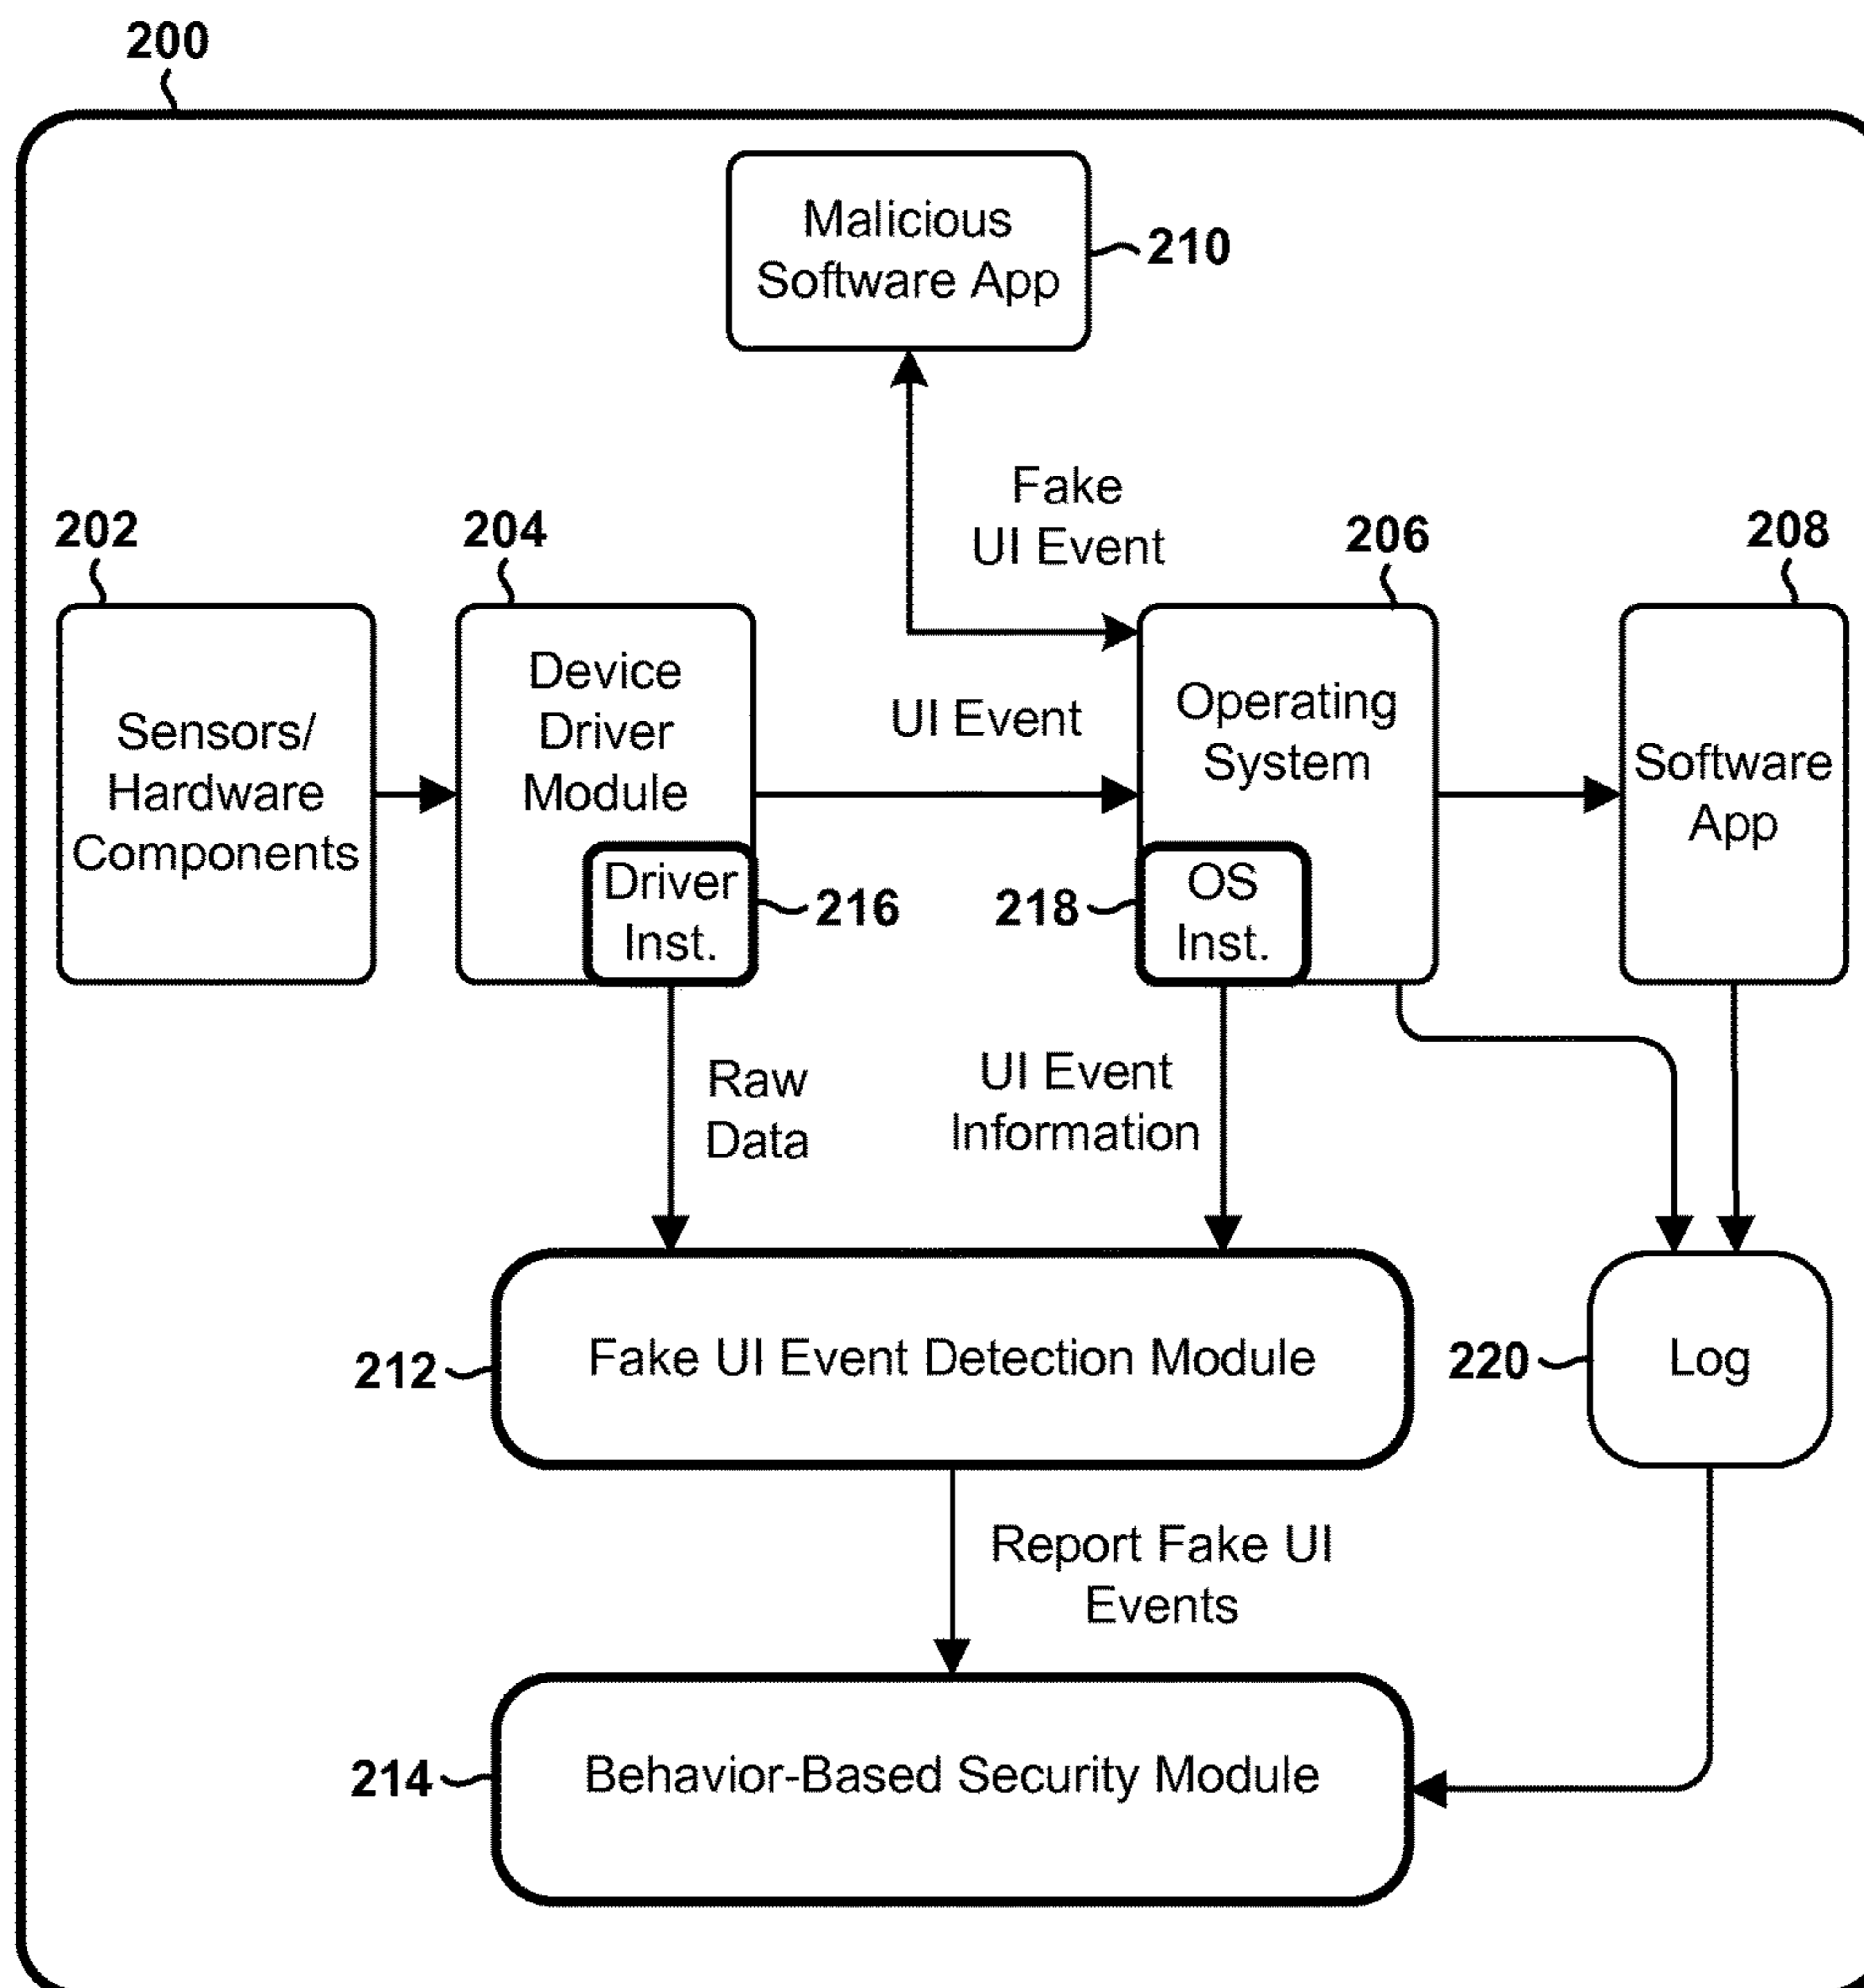 200
Malicious
Software App
210
Fake
UI Event
202
204
206
208
Sensors/
Hardware
Components
Device
Driver
Module
UI Event
Operating
System
Software
App
Driver
Inst.
216
218
OS
Inst.
Raw
Data
UI Event
Information
212
Fake UI Event Detection Module
220
Log
Report Fake UI
Events
214
Behavior-Based Security Module